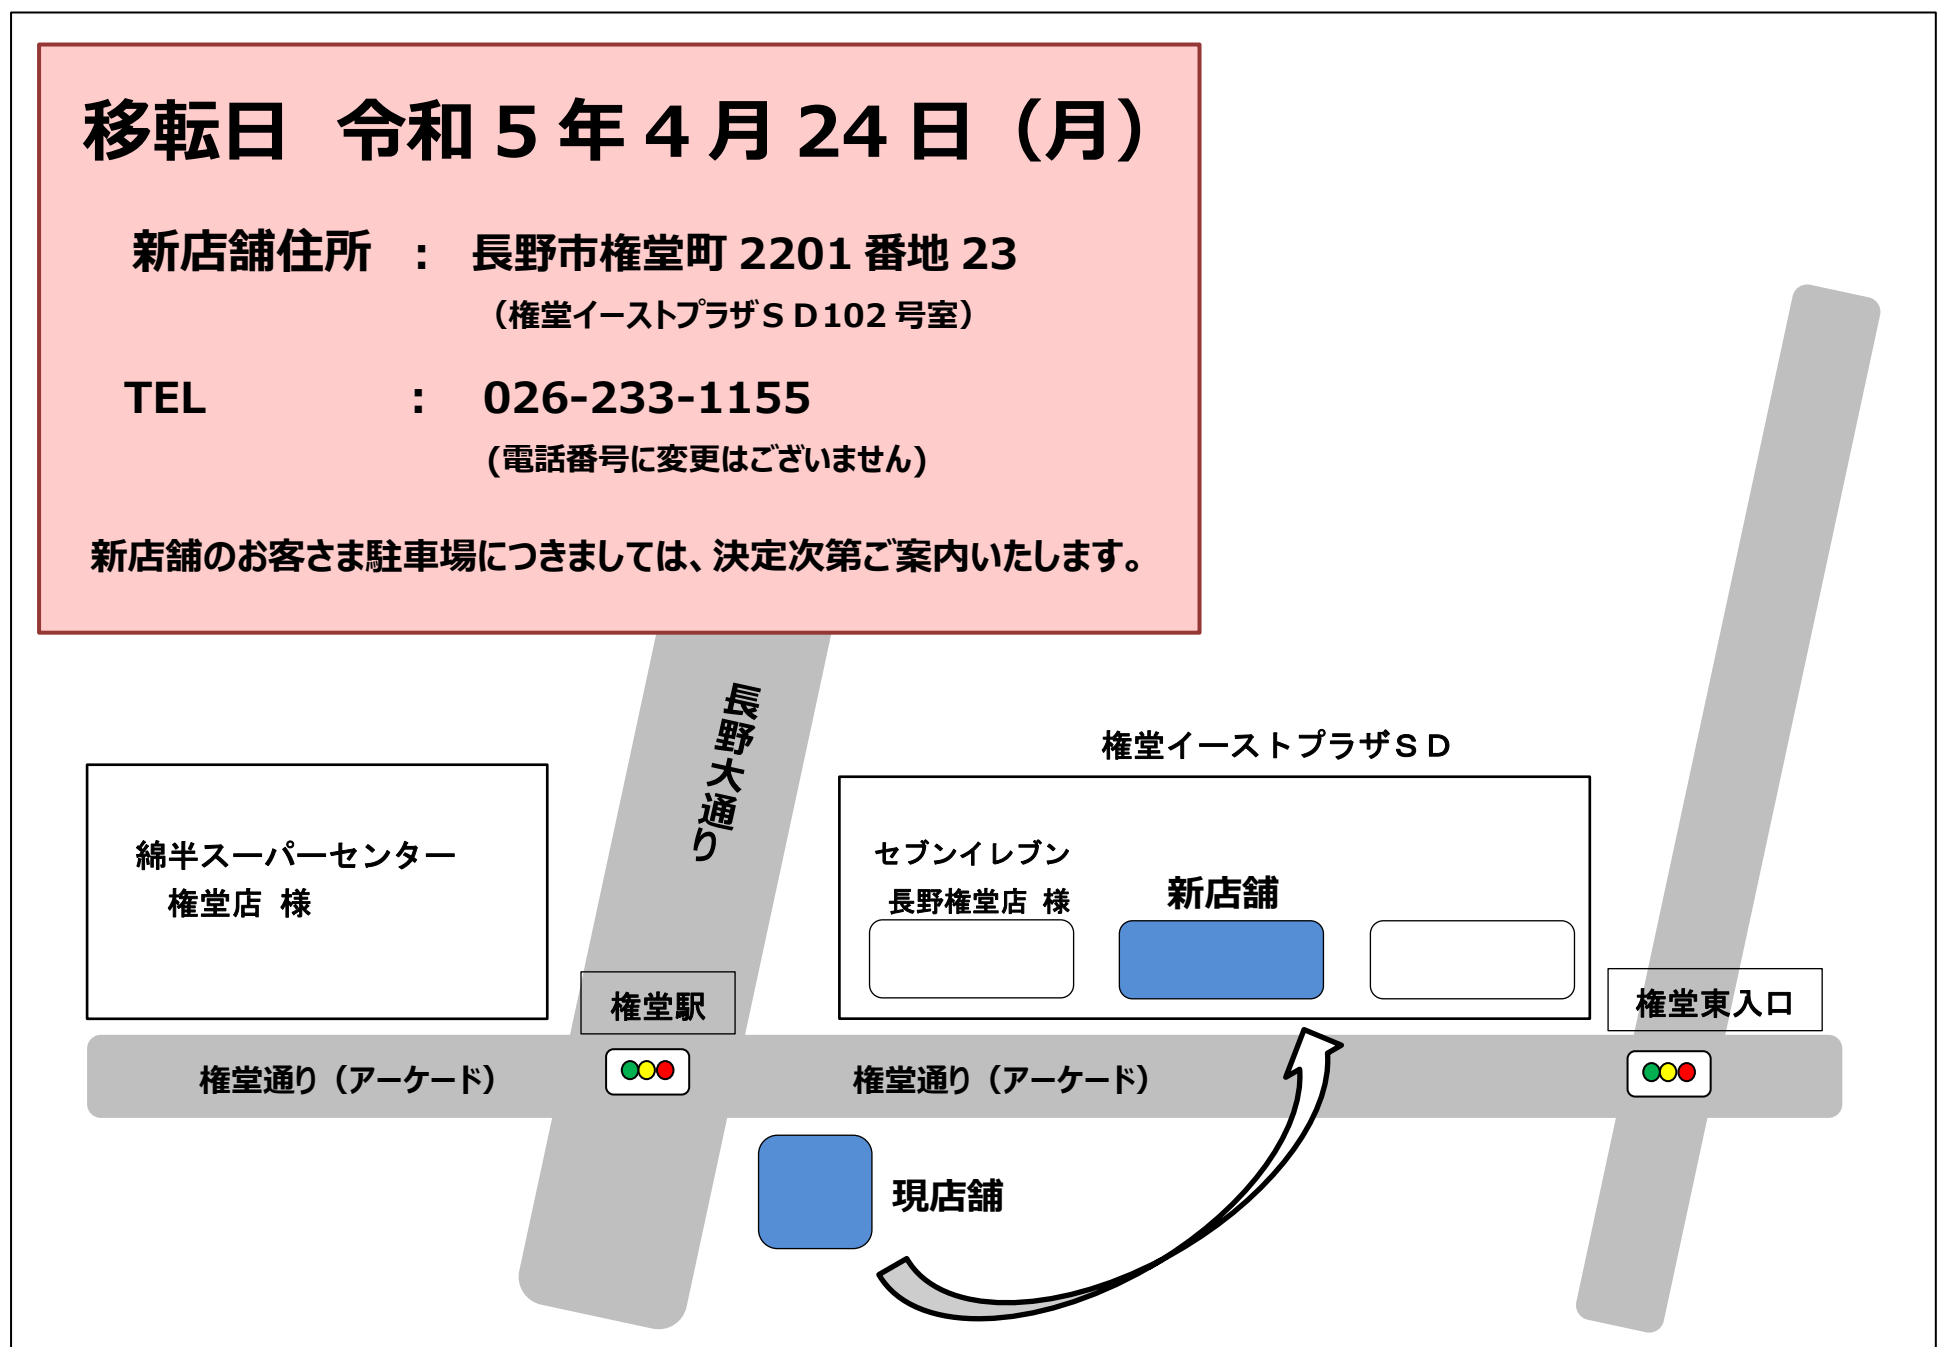 移転日 令和5年4月24日（月）
新店舗住所 ： 長野市権堂町2201番地23
（権堂イーストプラザＳＤ102号室）
TEL ： 026-233-1155
(電話番号に変更はございません)
新店舗のお客さま駐車場につきましては、決定次第ご案内いたします。
長野大通り
権堂イーストプラザＳＤ
綿半スーパーセンター
権堂店 様
セブンイレブン
長野権堂店 様
新店舗
権堂駅
権堂東入口
権堂通り（アーケード）
権堂通り（アーケード）
現店舗